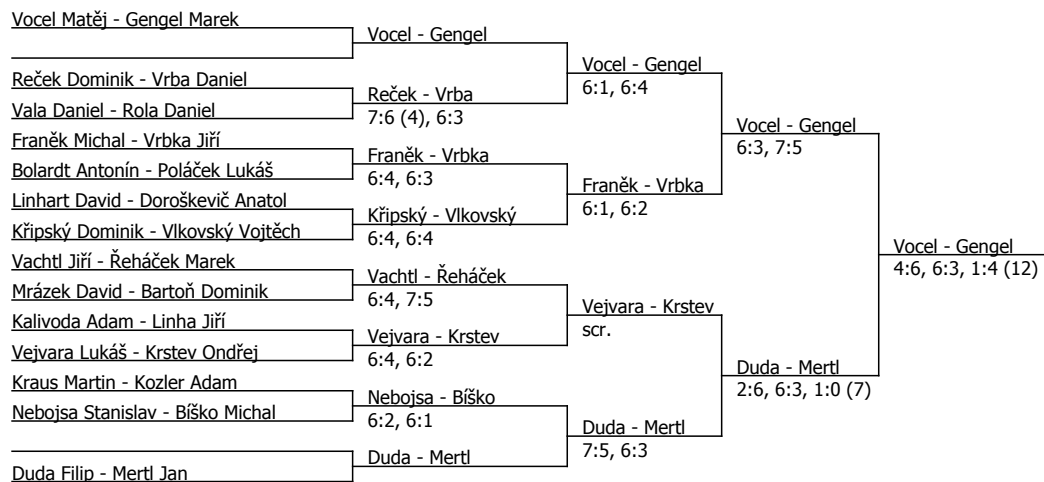 Vocel Matěj - Gengel Marek
Vocel - Gengel
Vocel - Gengel
6:1, 6:4
Reček Dominik - Vrba Daniel
Reček - Vrba
7:6 (4), 6:3
Vala Daniel - Rola Daniel
Vocel - Gengel
6:3, 7:5
Franěk Michal - Vrbka Jiří
Franěk - Vrbka
6:4, 6:3
Bolardt Antonín - Poláček Lukáš
Franěk - Vrbka
6:1, 6:2
Linhart David - Doroškevič Anatol
Křipský - Vlkovský
6:4, 6:4
Křipský Dominik - Vlkovský Vojtěch
Vocel - Gengel
4:6, 6:3, 1:4 (12)
Vachtl Jiří - Řeháček Marek
Vachtl - Řeháček
6:4, 7:5
Mrázek David - Bartoň Dominik
Vejvara - Krstev
scr.
Kalivoda Adam - Linha Jiří
Vejvara - Krstev
6:4, 6:2
Vejvara Lukáš - Krstev Ondřej
Duda - Mertl
2:6, 6:3, 1:0 (7)
Kraus Martin - Kozler Adam
Nebojsa - Bíško
6:2, 6:1
Nebojsa Stanislav - Bíško Michal
Duda - Mertl
7:5, 6:3
Duda - Mertl
Duda Filip - Mertl Jan